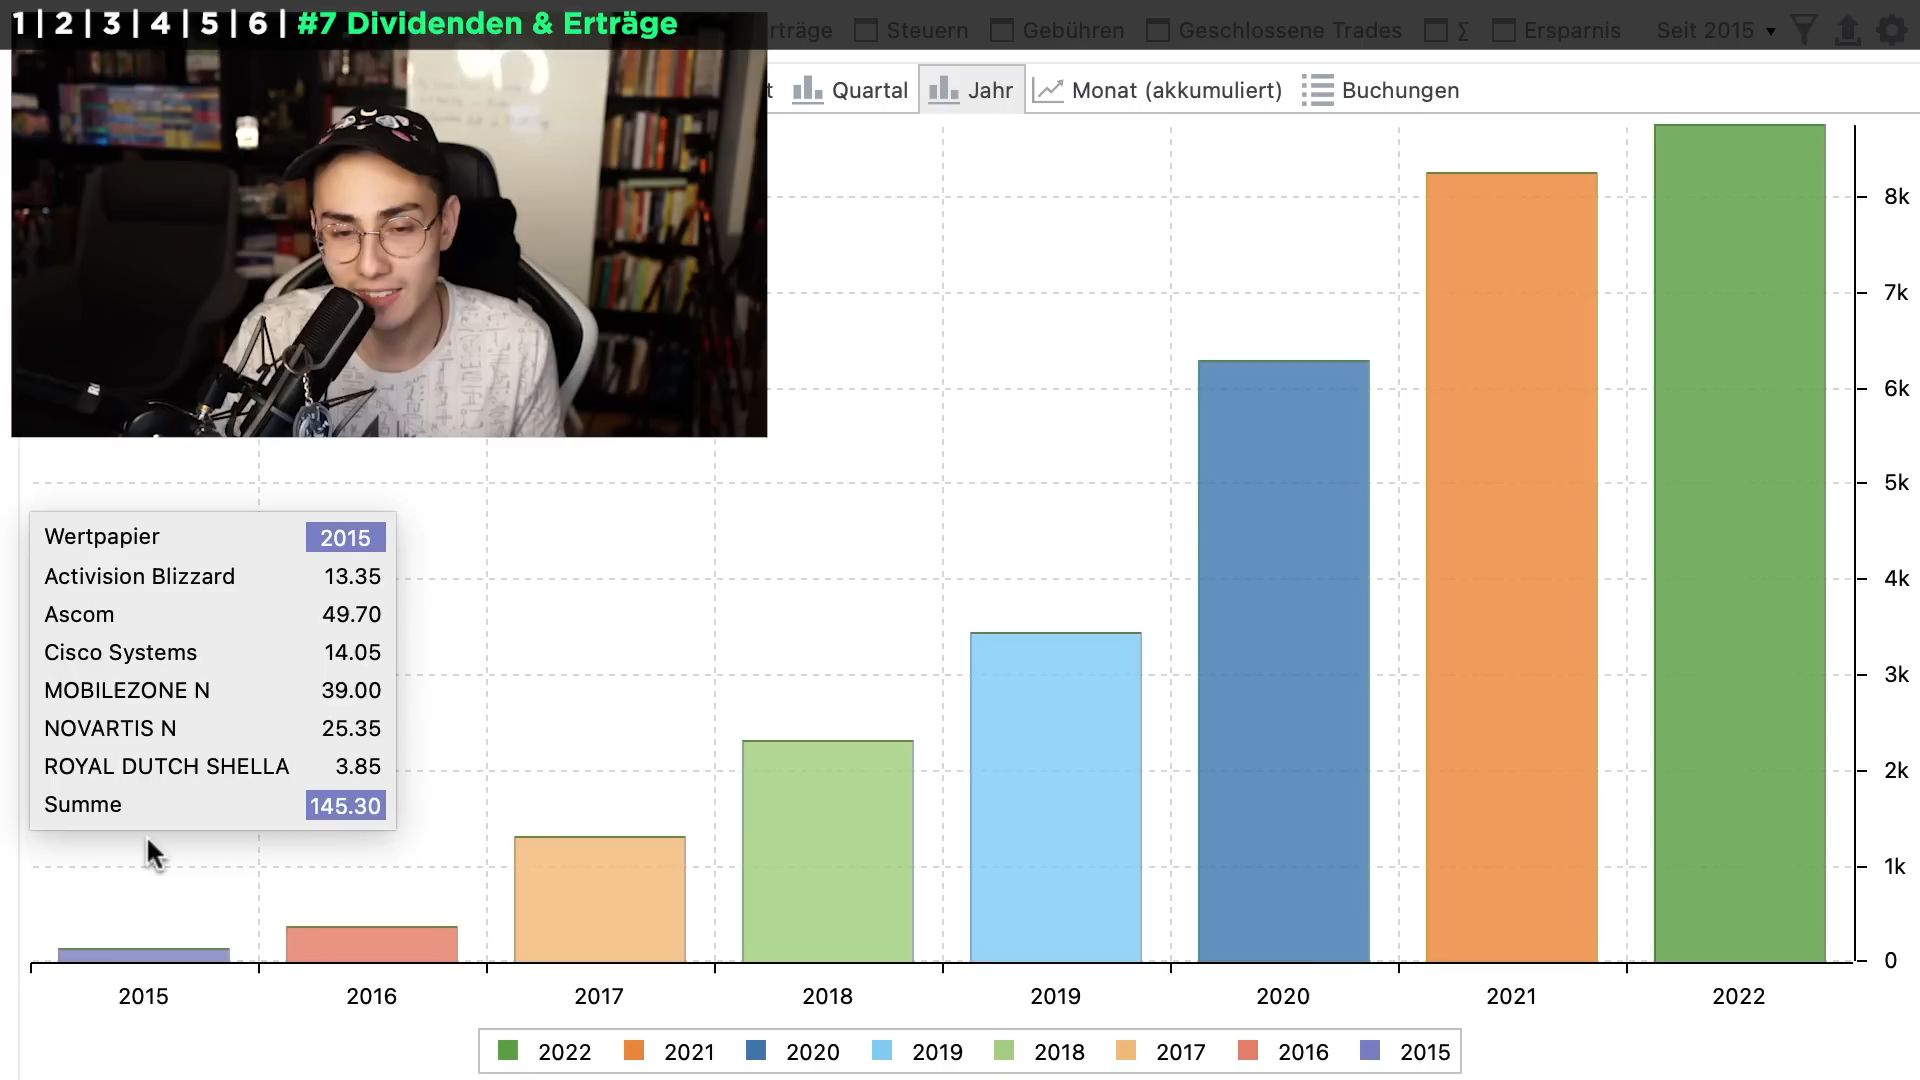 1 | 2 | 3 | 4 | 5 | 6 | #7 Dividenden & Erträge
rträge Steuern Gebühren Geschlossene Trades Σ Ersparnis Seit 2015
t Quartal Jahr Monat (akkumuliert) Buchungen
8k
7k
6k
5k
4k
3k
2k
1k
0
Wertpapier 2015
Activision Blizzard 13.35
Ascom 49.70
Cisco Systems 14.05
MOBILEZONE N 39.00
NOVARTIS N 25.35
ROYAL DUTCH SHELLA 3.85
Summe 145.30
2015 2016 2017 2018 2019 2020 2021 2022
2022 2021 2020 2019 2018 2017 2016 2015